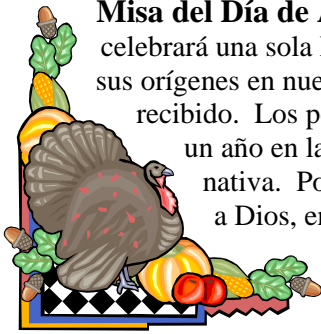 Misa del Día de
celebrará una sola
sus orígenes en nue
recibido. Los p
un año en la
nativa. Po
a Dios, en